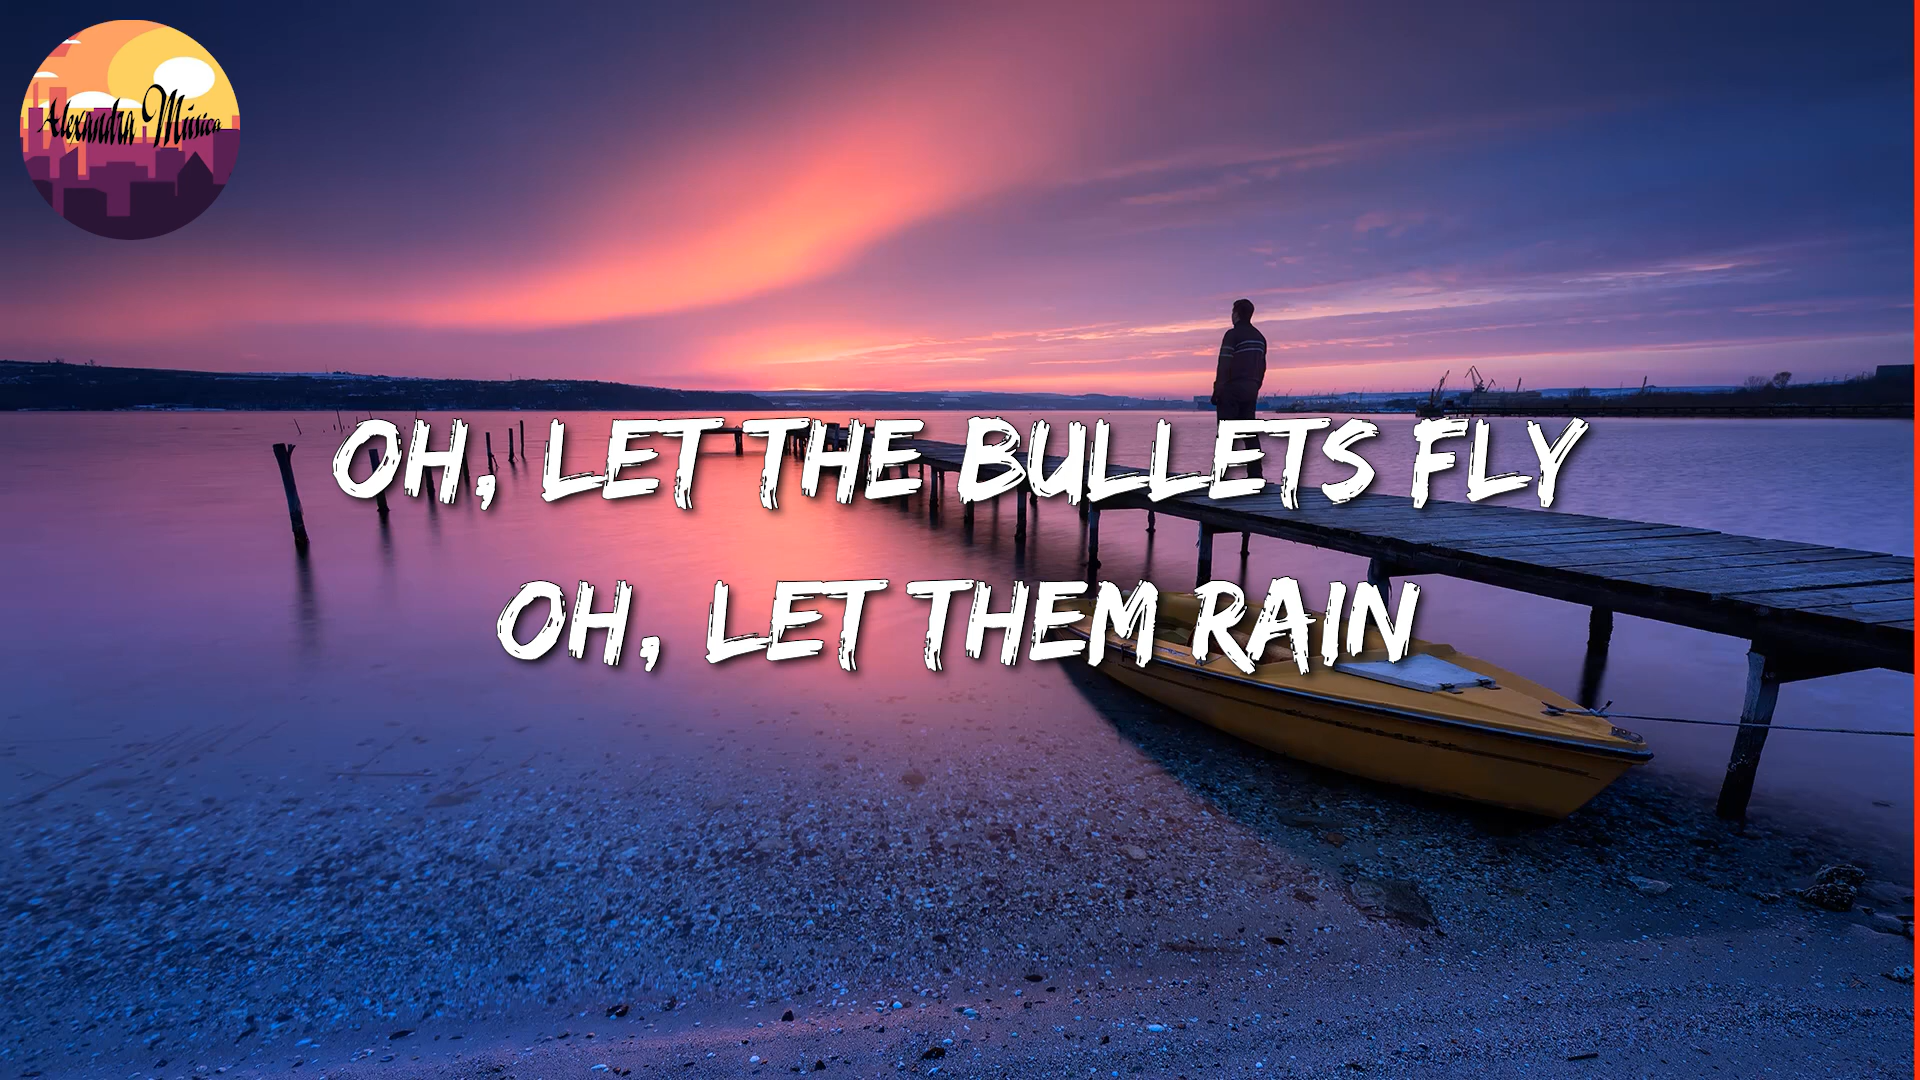 Alexandra Música
OH, LET THE BULLETS FLY
OH, LET THEM RAIN